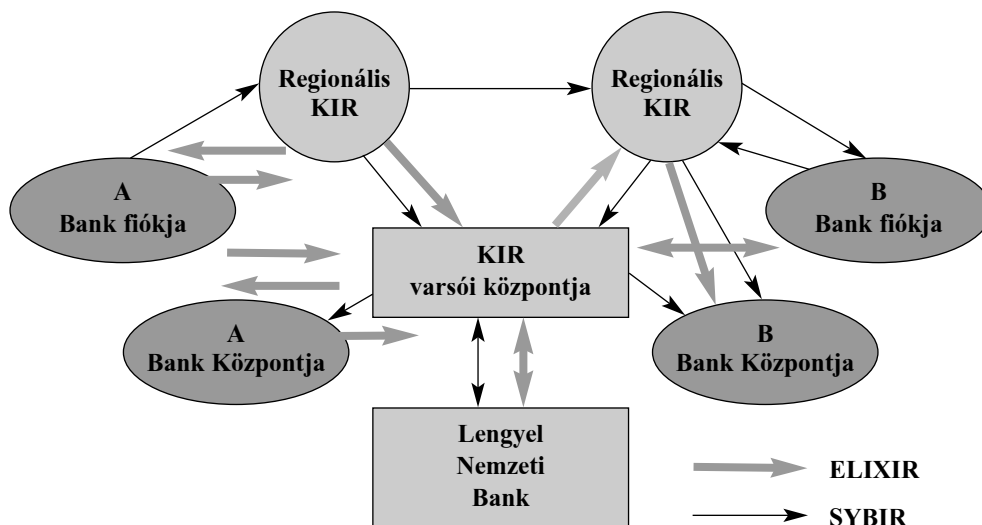 Regionális
KIR
Regionális
KIR
A
Bank fiókja
B
Bank fiókja
KIR
varsói központja
A
Bank Központja
B
Bank Központja
Lengyel
Nemzeti
Bank
ELIXIR
SYBIR